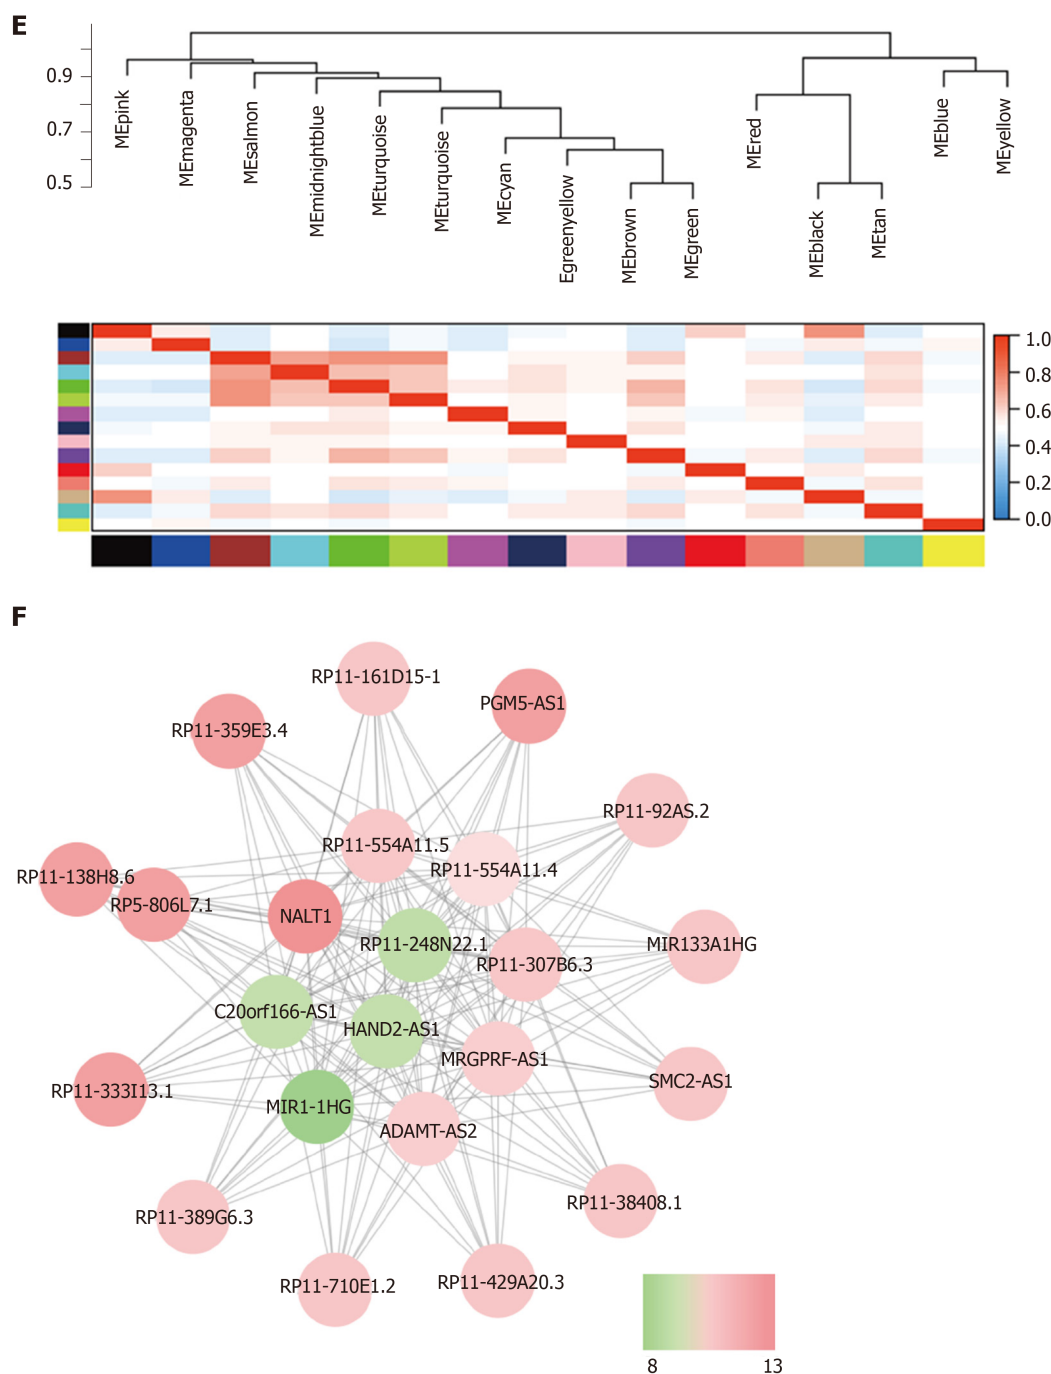 E
0.9
0.7
0.5
MEpink
MEmagenta
MEsalmon
MEmidnightblue
MEturquoise
MEturquoise
MEcyan
Egreenyellow
MEbrown
MEgreen
MEred
MEblack
MEtan
MEblue
MEyellow
1.0
0.8
0.6
0.4
0.2
0.0
F
RP11-161D15-1
PGM5-AS1
RP11-359E3.4
RP11-92AS.2
RP11-554A11.5
RP11-554A11.4
RP11-138H8.6
RP5-806L7.1
NALT1
RP11-248N22.1
MIR133A1HG
RP11-307B6.3
C20orf166-AS1
HAND2-AS1
MRGPRF-AS1
SMC2-AS1
RP11-333I13.1
MIR1-1HG
ADAMT-AS2
RP11-38408.1
RP11-389G6.3
RP11-710E1.2
RP11-429A20.3
8 13